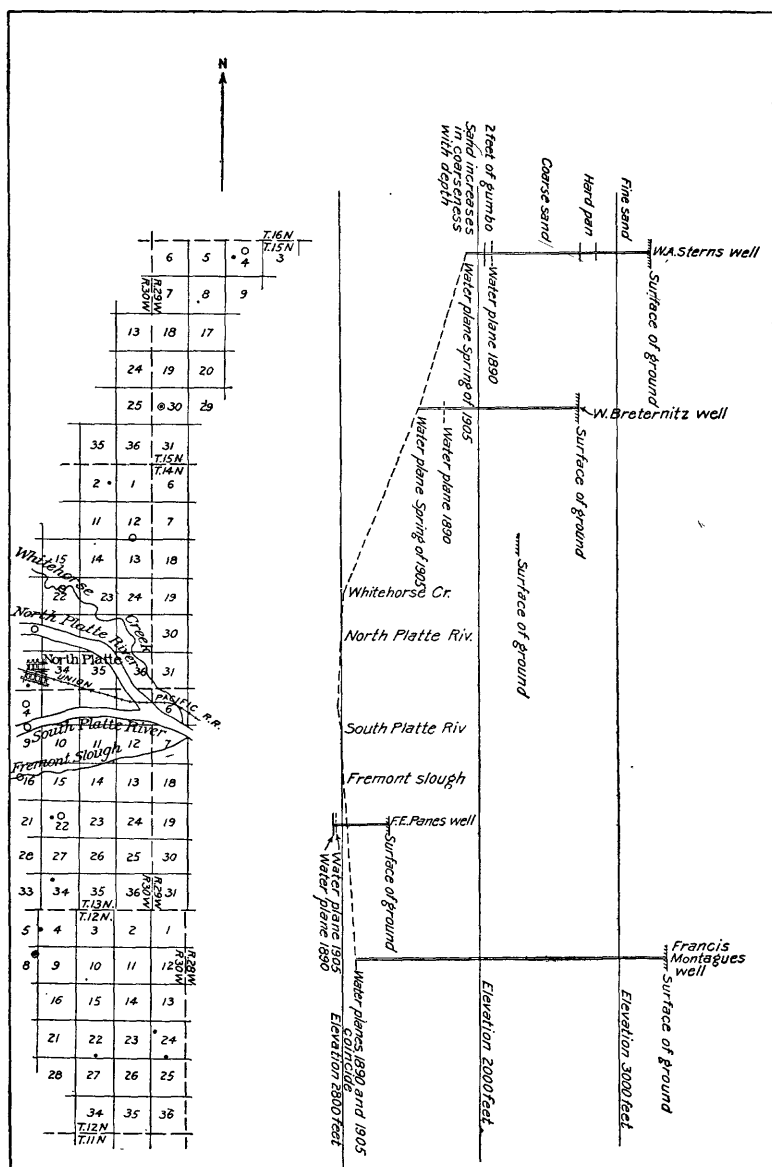 N
T.16N
T.15N
6 5 4 3
R.30W
R.29W
7 8 9
13 18 17
24 19 20
25 30 29
35 36 31
T.15N
T.14N
2 1 6
11 12 7
15 14 13 18
22 23 24 19
Whitehorse Creek
North Platte River
30
North Platte
34 35 36 31
UNION PACIFIC R.R.
6
4
South Platte River
9 10 11 12 7
Fremont Slough
16 15 14 13 18
21 22 23 24 19
28 27 26 25 30
33 34 35 36 31
R.30W
R.29W
T.13N.
T.12N.
5 4 3 2 1
R.28W
R.30W
8 9 10 11 12
16 15 14 13
21 22 23 24
28 27 26 25
34 35 36
T.12N
T.11N
Sand increases
in coarseness
with depth
2 feet of gumbo
Coarse sand
Hard pan
Fine sand
W.A. Sterns well
Surface of ground
Water plane 1890
Water plane Spring of 1905
W. Breternitz well
Surface of ground
Water plane 1890
Water plane Spring of 1905
Surface of ground
Whitehorse Cr.
North Platte Riv.
South Platte Riv
Fremont slough
F.E. Panes well
Surface of ground
Water plane 1905
Water plane 1890
Francis
Montagues
well
Surface of ground
Water planes, 1890 and 1905
coincide
Elevation 2800 feet
Elevation 2000 feet
Elevation 3000 feet